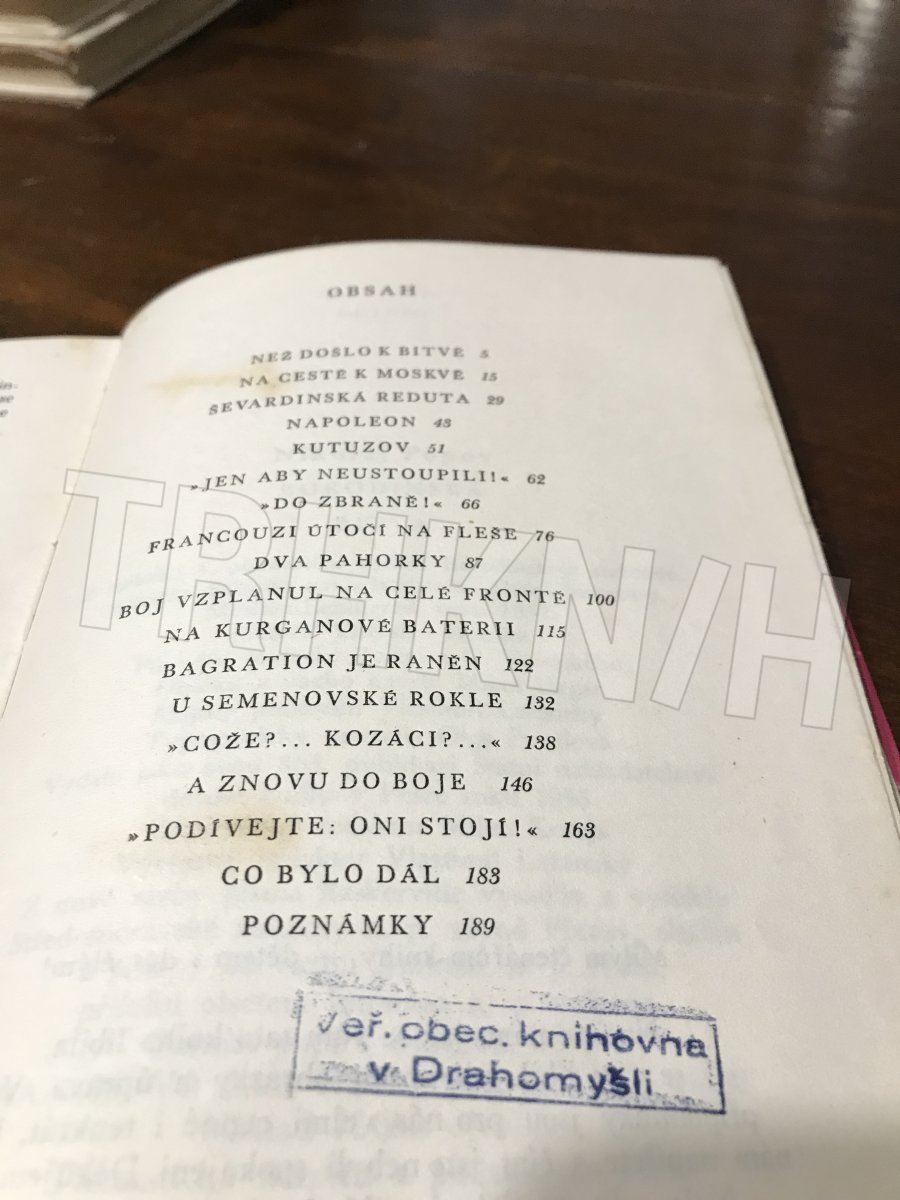 OBSAH
NEŽ DOŠLO K BITVĚ 5
NA CESTĚ K MOSKVĚ 15
ŠEVARDINSKÁ REDUTA 29
NAPOLEON 43
KUTUZOV 51
»JEN ABY NEUSTOUPILI!« 62
»DO ZBRANĚ!« 66
FRANCOUZI ÚTOČÍ NA FLEŠE 76
DVA PAHORKY 87
BOJ VZPLANUL NA CELÉ FRONTĚ 100
NA KURGANOVÉ BATERII 115
BAGRATION JE RANĚN 122
U SEMENOVSKÉ ROKLE 132
»COŽE?... KOZÁCI?...« 138
A ZNOVU DO BOJE 146
»PODÍVEJTE: ONI STOJÍ!« 163
CO BYLO DÁL 183
POZNÁMKY 189
Veř. obec. knihovna
v Drahomyšli
TRHKNIH